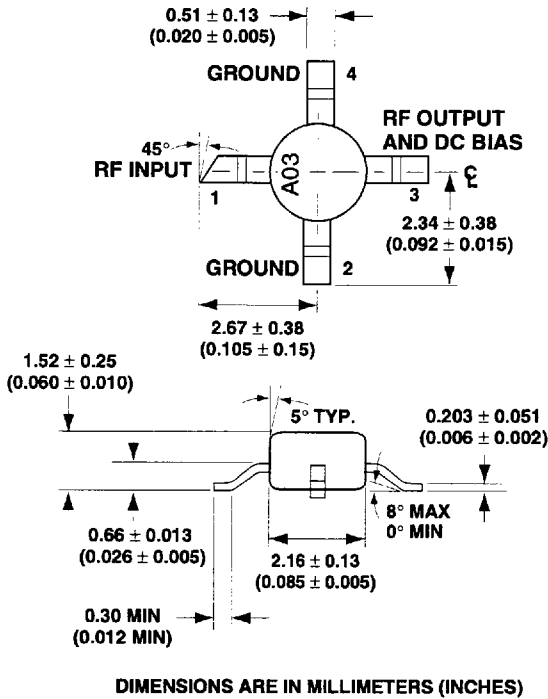 0.51 ± 0.13
(0.020 ± 0.005)
GROUND
4
RF OUTPUT
AND DC BIAS
45°
RF INPUT
A03
℄
1
3
2.34 ± 0.38
(0.092 ± 0.015)
GROUND
2
2.67 ± 0.38
(0.105 ± 0.15)
1.52 ± 0.25
(0.060 ± 0.010)
5° TYP.
0.203 ± 0.051
(0.006 ± 0.002)
8° MAX
0° MIN
0.66 ± 0.013
(0.026 ± 0.005)
2.16 ± 0.13
(0.085 ± 0.005)
0.30 MIN
(0.012 MIN)
DIMENSIONS ARE IN MILLIMETERS (INCHES)